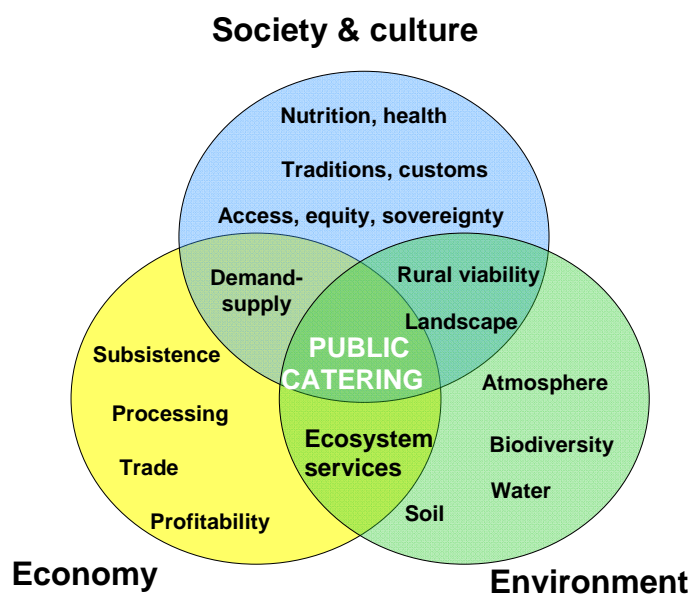 Society & culture
Nutrition, health
Traditions, customs
Access, equity, sovereignty
Demand-
supply
Rural viability
Landscape
PUBLIC
CATERING
Subsistence
Processing
Trade
Profitability
Ecosystem
services
Atmosphere
Biodiversity
Water
Soil
Economy
Environment